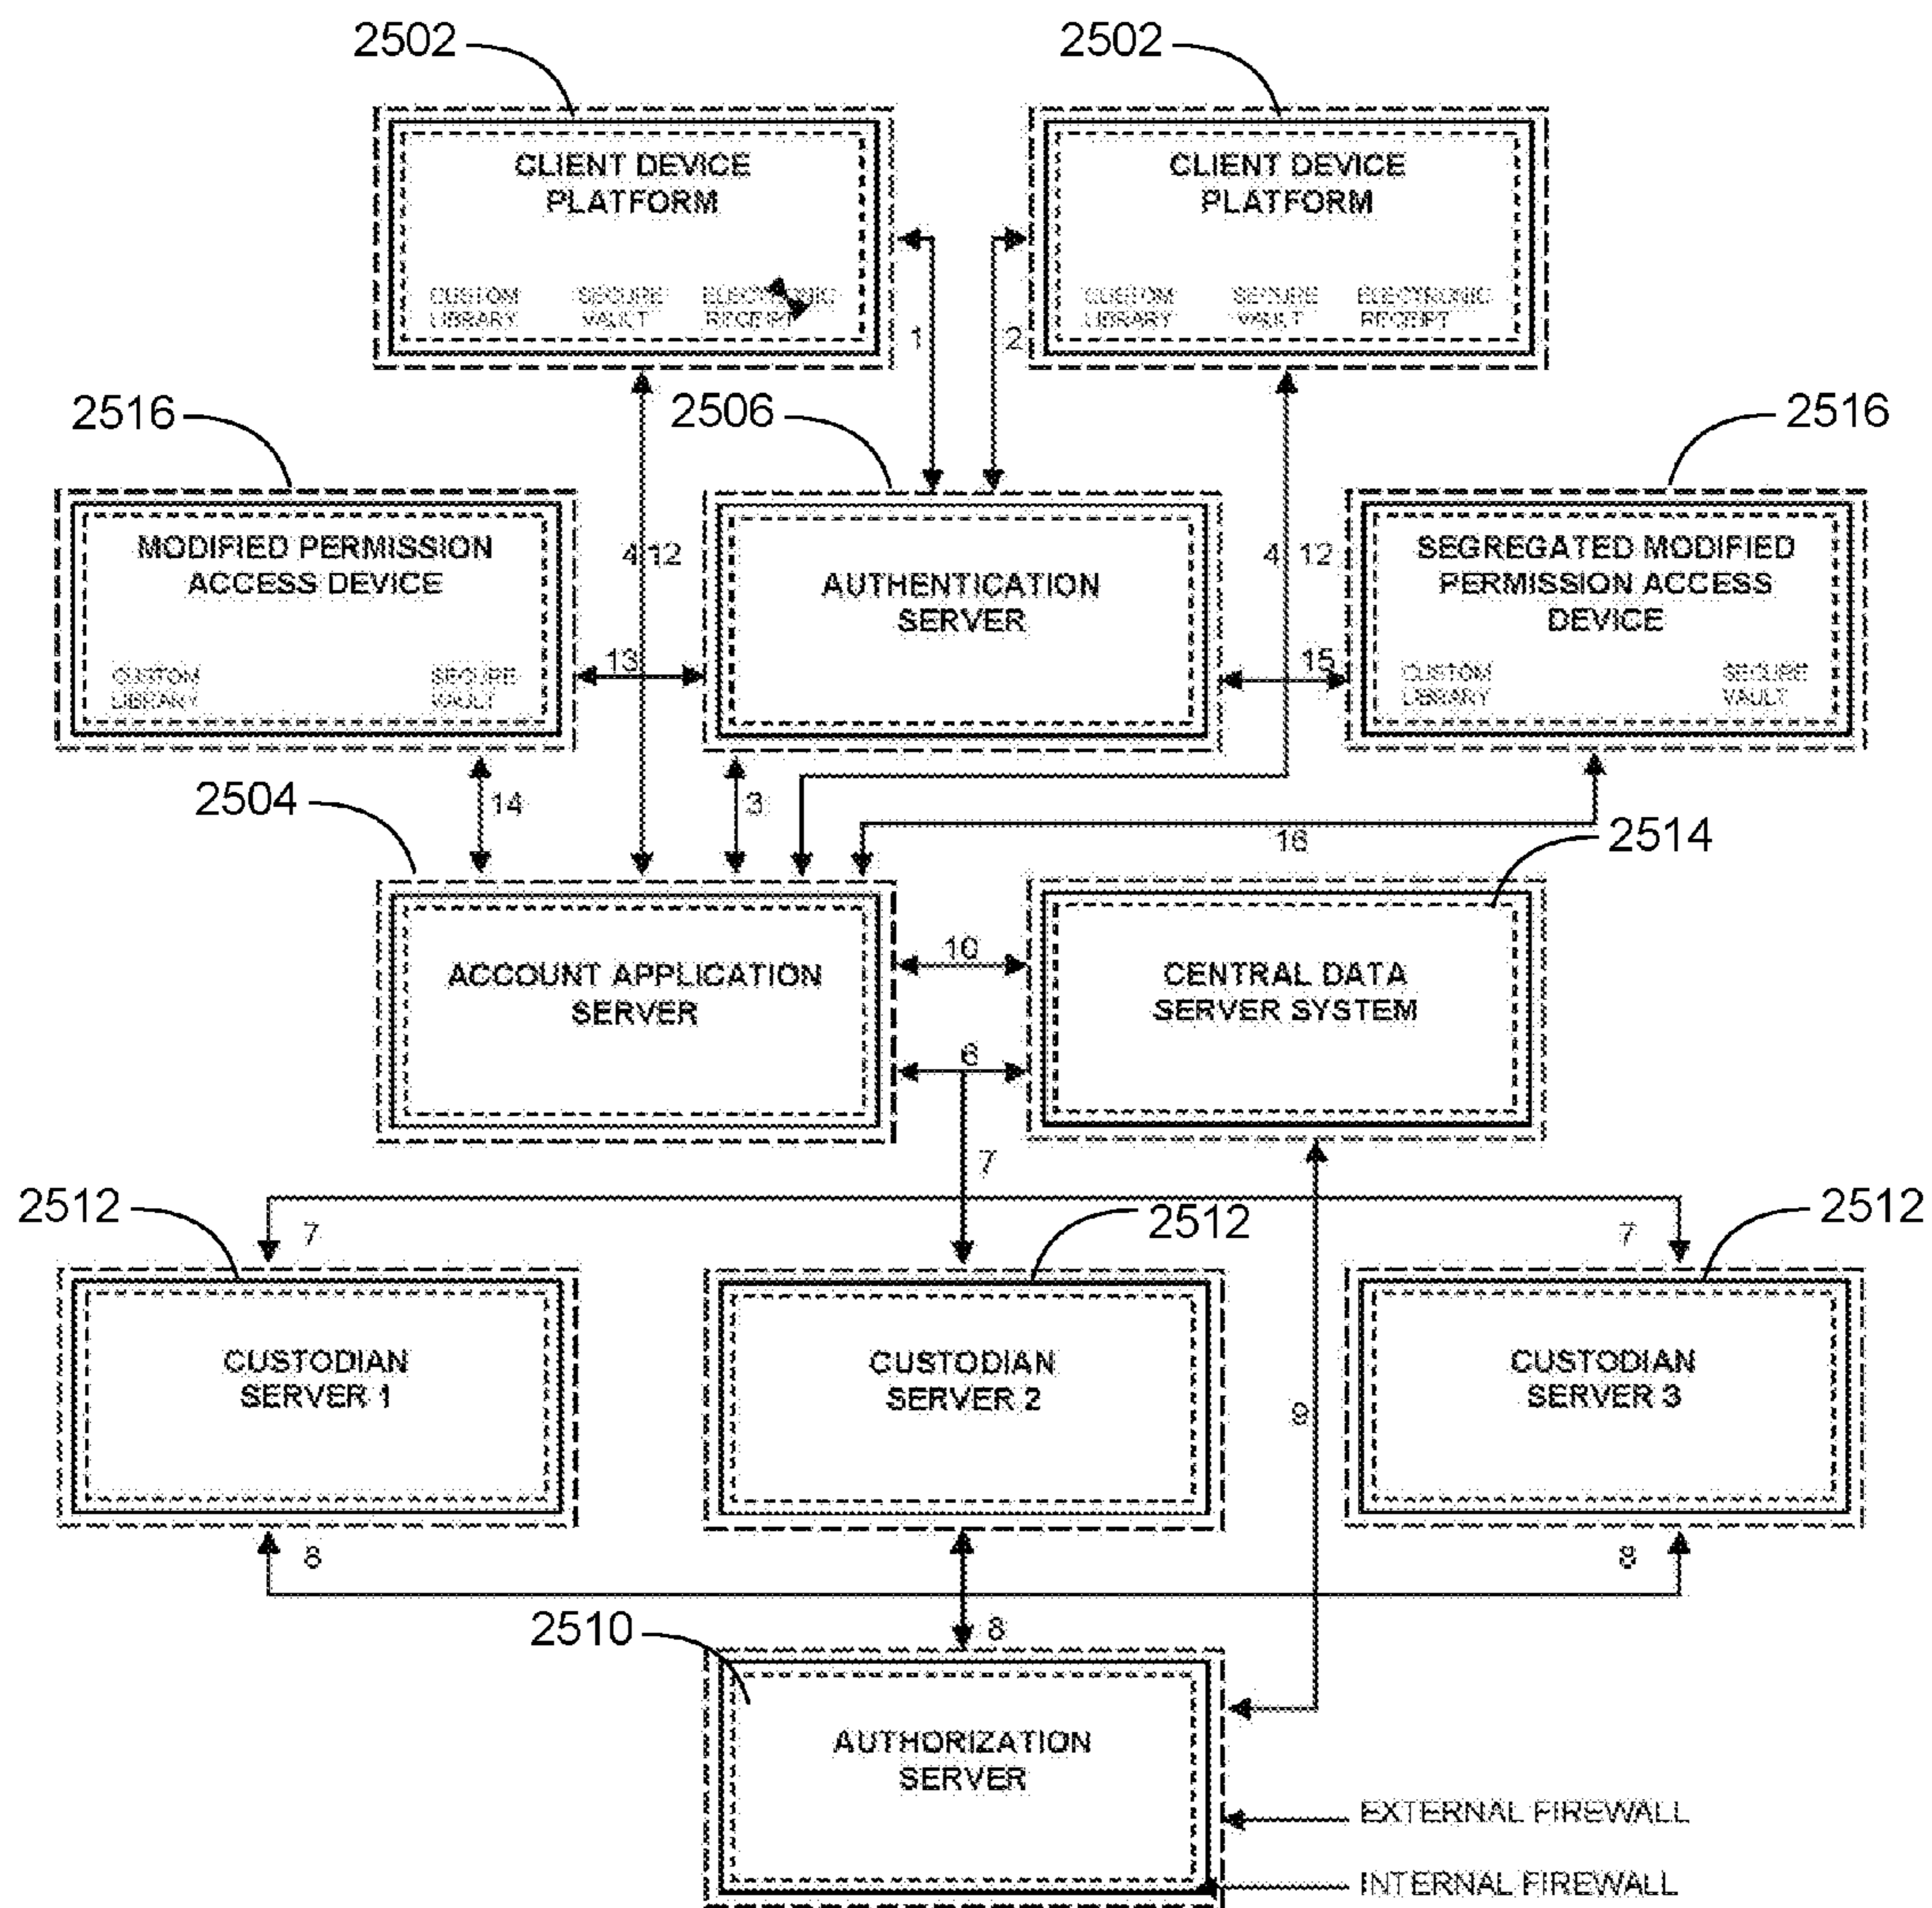 2502
2502
CLIENT DEVICE
PLATFORM
CUSTOM
LIBRARY
SECURE
VAULT
ELECTRONIC
RECEIPT
CLIENT DEVICE
PLATFORM
CUSTOM
LIBRARY
SECURE
VAULT
ELECTRONIC
RECEIPT
1
2
2516
2506
2516
MODIFIED PERMISSION
ACCESS DEVICE
CUSTOM
LIBRARY
SECURE
VAULT
4 12
AUTHENTICATION
SERVER
4 12
SEGREGATED MODIFIED
PERMISSION ACCESS
DEVICE
CUSTOM
LIBRARY
SECURE
VAULT
13
15
2504
14
3
16
2514
ACCOUNT APPLICATION
SERVER
10
6
CENTRAL DATA
SERVER SYSTEM
7
2512
7
2512
7
2512
CUSTODIAN
SERVER 1
CUSTODIAN
SERVER 2
CUSTODIAN
SERVER 3
9
8
8
2510
8
AUTHORIZATION
SERVER
EXTERNAL FIREWALL
INTERNAL FIREWALL